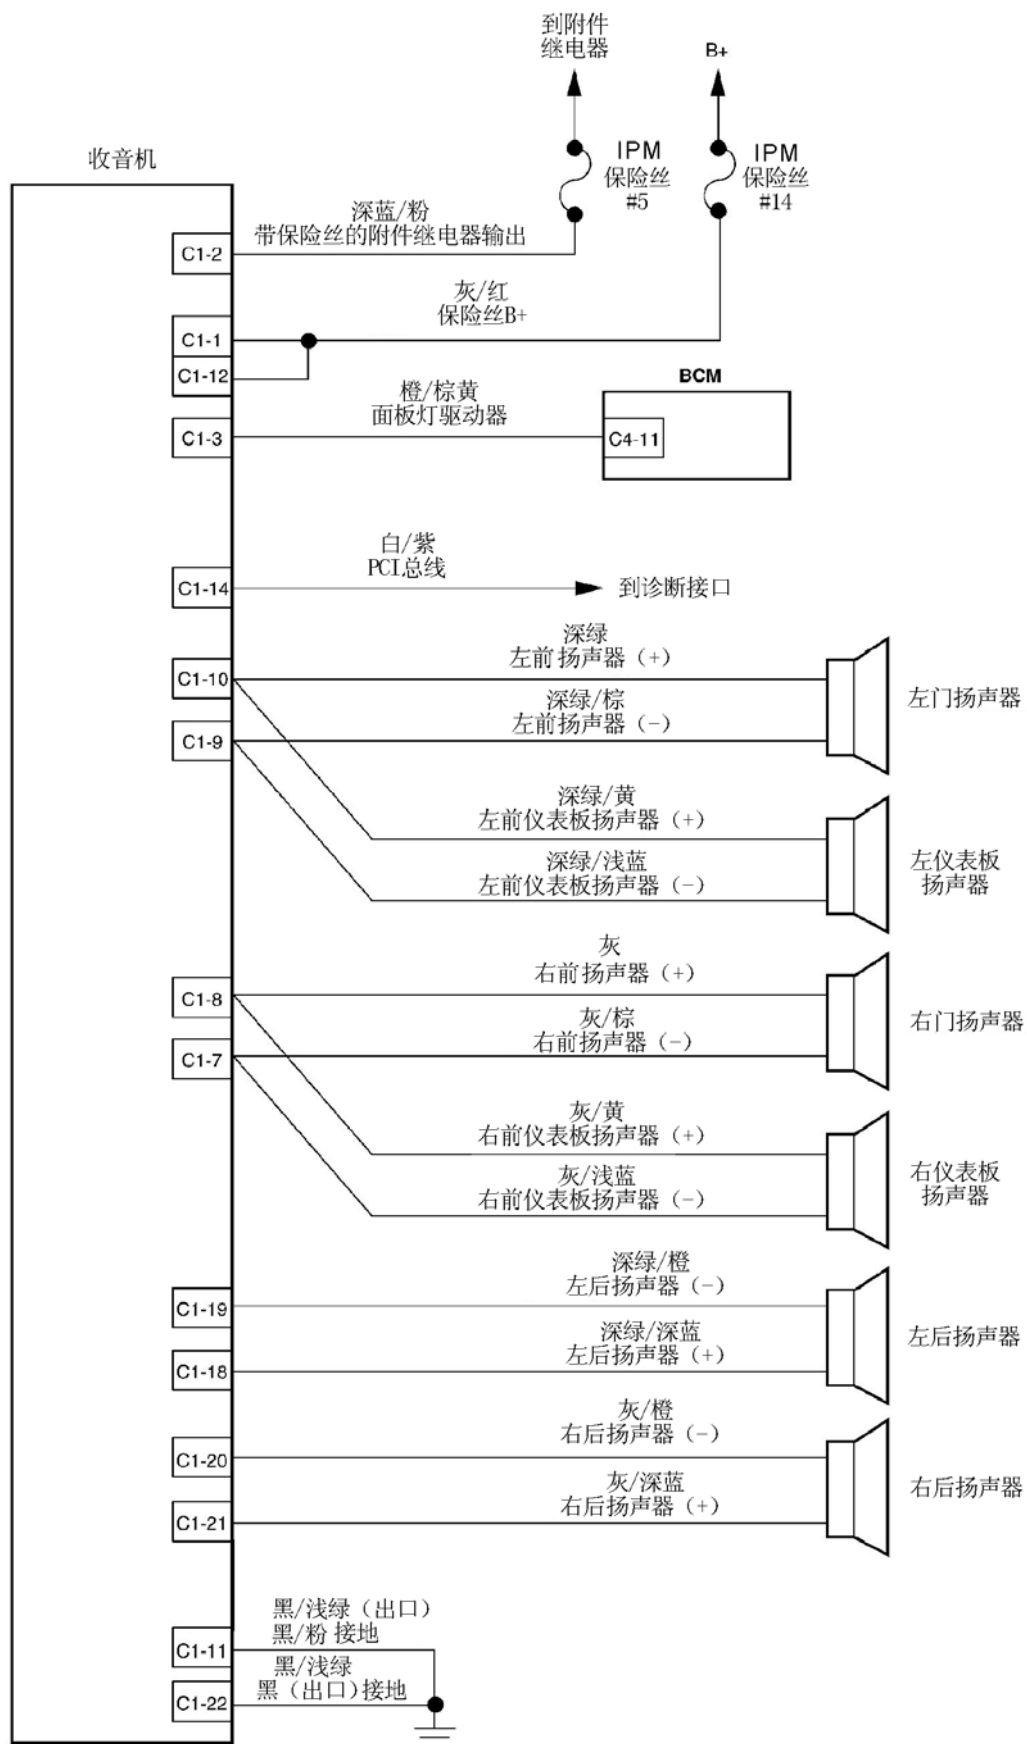 到附件
继电器
B+
IPM
保险丝
#5
IPM
保险丝
#14
收音机
深蓝/粉
带保险丝的附件继电器输出
C1-2
灰/红
保险丝B+
C1-1
C1-12
BCM
橙/棕黄
面板灯驱动器
C1-3
C4-11
白/紫
PCI总线
C1-14
到诊断接口
深绿
左前扬声器（+）
C1-10
深绿/棕
左前扬声器（-）
左门扬声器
C1-9
深绿/黄
左前仪表板扬声器（+）
深绿/浅蓝
左前仪表板扬声器（-）
左仪表板
扬声器
灰
右前扬声器（+）
C1-8
灰/棕
右前扬声器（-）
右门扬声器
C1-7
灰/黄
右前仪表板扬声器（+）
灰/浅蓝
右前仪表板扬声器（-）
右仪表板
扬声器
深绿/橙
左后扬声器（-）
C1-19
深绿/深蓝
左后扬声器（+）
左后扬声器
C1-18
灰/橙
右后扬声器（-）
C1-20
灰/深蓝
右后扬声器（+）
右后扬声器
C1-21
黑/浅绿（出口）
黑/粉 接地
C1-11
黑/浅绿
黑（出口)接地
C1-22